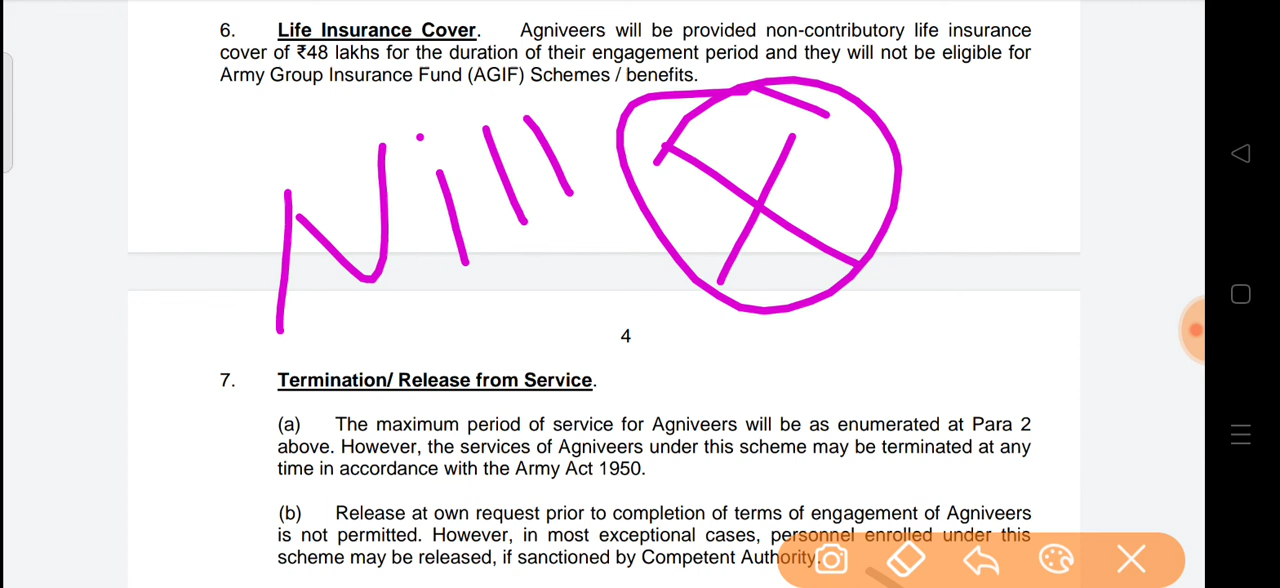 6. Life Insurance Cover. Agniveers will be provided non-contributory life insurance
cover of ₹48 lakhs for the duration of their engagement period and they will not be eligible for
Army Group Insurance Fund (AGIF) Schemes / benefits.
Nill
4
7. Termination/ Release from Service.
(a) The maximum period of service for Agniveers will be as enumerated at Para 2
above. However, the services of Agniveers under this scheme may be terminated at any
time in accordance with the Army Act 1950.
(b) Release at own request prior to completion of terms of engagement of Agniveers
is not permitted. However, in most exceptional cases, personnel enrolled under this
scheme may be released, if sanctioned by Competent Authority.